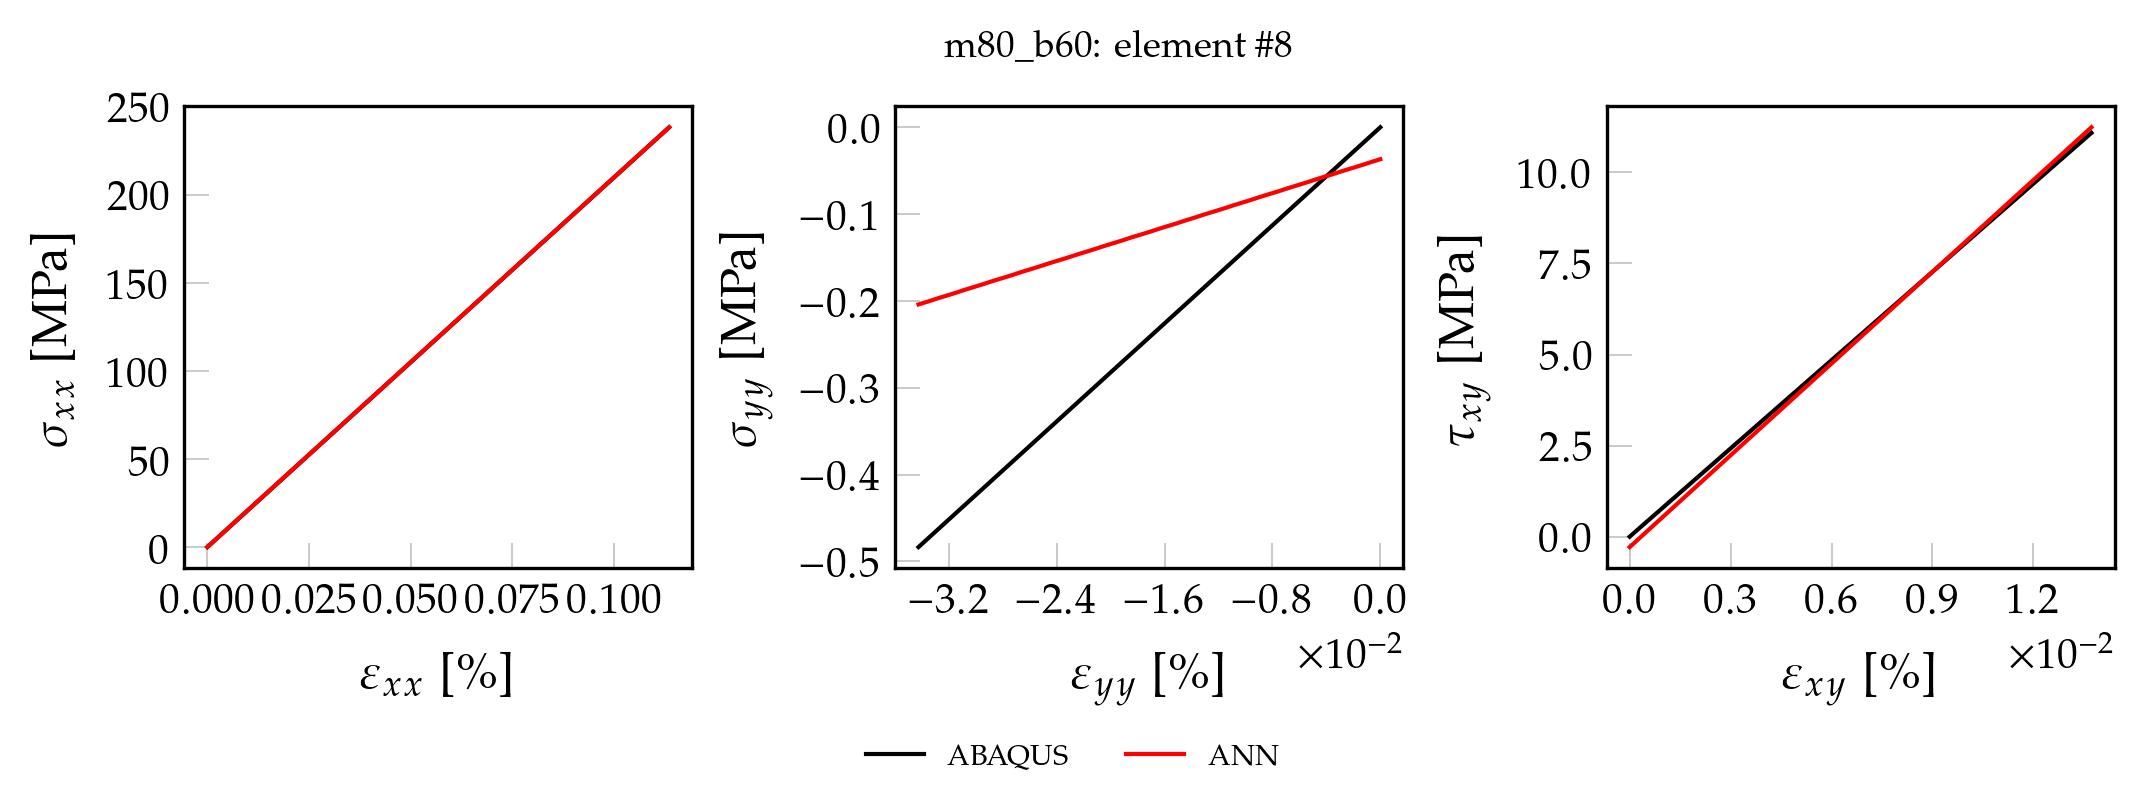 m80_b60: element #8
250
200
150
100
50
0
σxx [MPa]
0.000 0.025 0.050 0.075 0.100
εxx [%]
0.0
−0.1
−0.2
−0.3
−0.4
−0.5
σyy [MPa]
−3.2 −2.4 −1.6 −0.8 0.0
×10−2
εyy [%]
10.0
7.5
5.0
2.5
0.0
τxy [MPa]
0.0 0.3 0.6 0.9 1.2
×10−2
εxy [%]
ABAQUS ANN